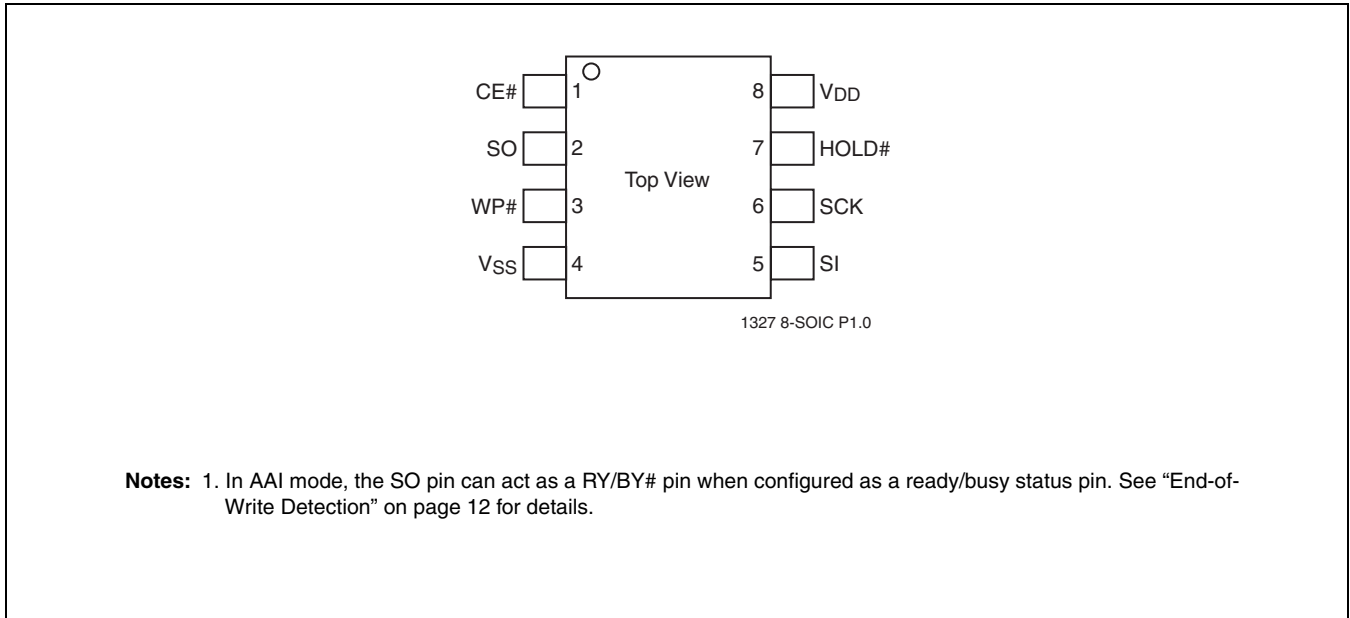 CE# 1 8 VDD
SO 2 7 HOLD#
Top View
WP# 3 6 SCK
VSS 4 5 SI
1327 8-SOIC P1.0
Notes: 1. In AAI mode, the SO pin can act as a RY/BY# pin when configured as a ready/busy status pin. See “End-of-
Write Detection” on page 12 for details.